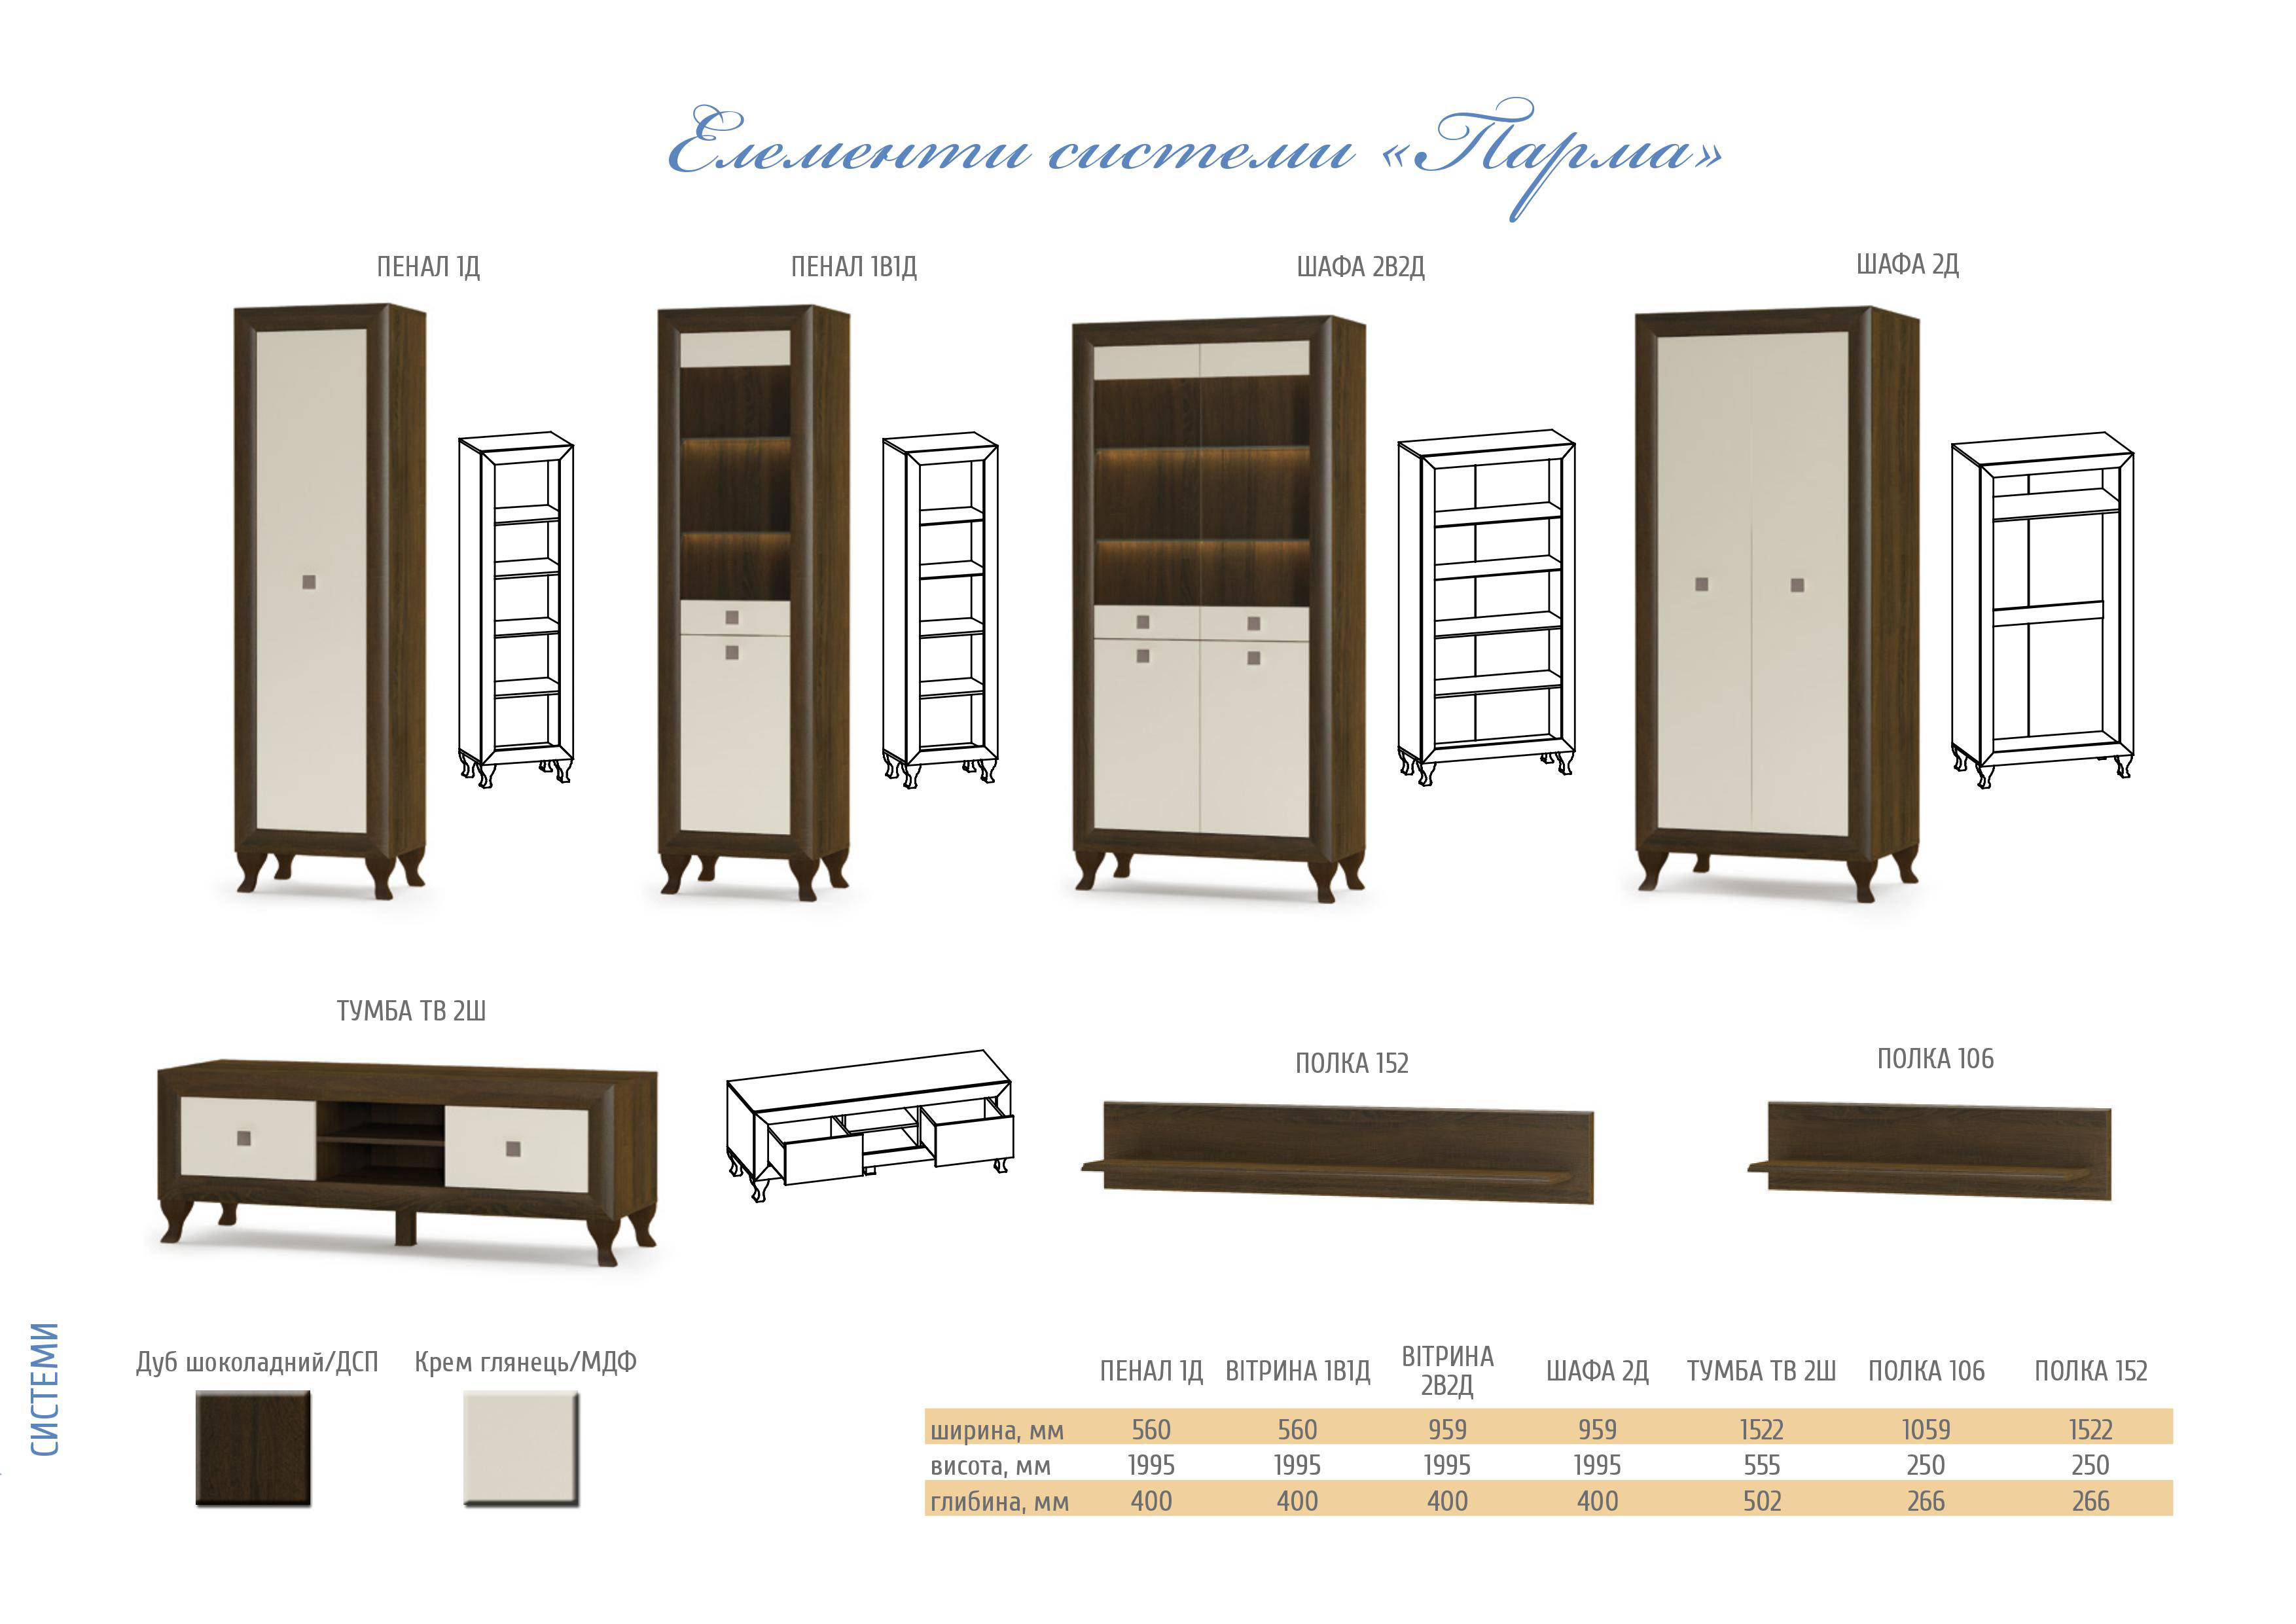 Елементи системи «Парма»
ПЕНАЛ 1Д
ПЕНАЛ 1В1Д
ШАФА 2В2Д
ШАФА 2Д
ТУМБА ТВ 2Ш
ПОЛКА 152
ПОЛКА 106
СИСТЕМИ
Дуб шоколадний/ДСП
Крем глянець/МДФ
ПЕНАЛ 1Д ВІТРИНА 1В1Д ВІТРИНА 2В2Д ШАФА 2Д ТУМБА ТВ 2Ш ПОЛКА 106 ПОЛКА 152
ширина, мм 560 560 959 959 1522 1059 1522
висота, мм 1995 1995 1995 1995 555 250 250
глибина, мм 400 400 400 400 502 266 266